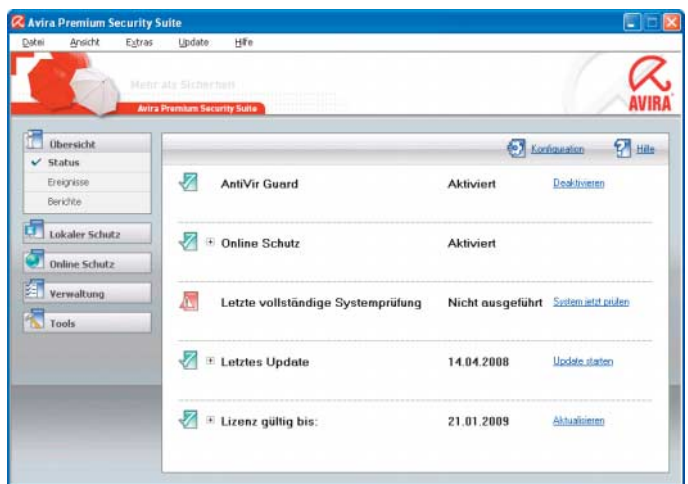 Avira Premium Security Suite
Datei Ansicht Extras Update Hilfe
Mehr als Sicherheit
Avira Premium Security Suite
AVIRA
Übersicht
Status
Ereignisse
Berichte
Lokaler Schutz
Online Schutz
Verwaltung
Tools
Konfiguration Hilfe
AntiVir Guard Aktiviert Deaktivieren
Online Schutz Aktiviert
Letzte vollständige Systemprüfung Nicht ausgeführt System jetzt prüfen
Letztes Update 14.04.2008 Update starten
Lizenz gültig bis: 21.01.2009 Aktualisieren